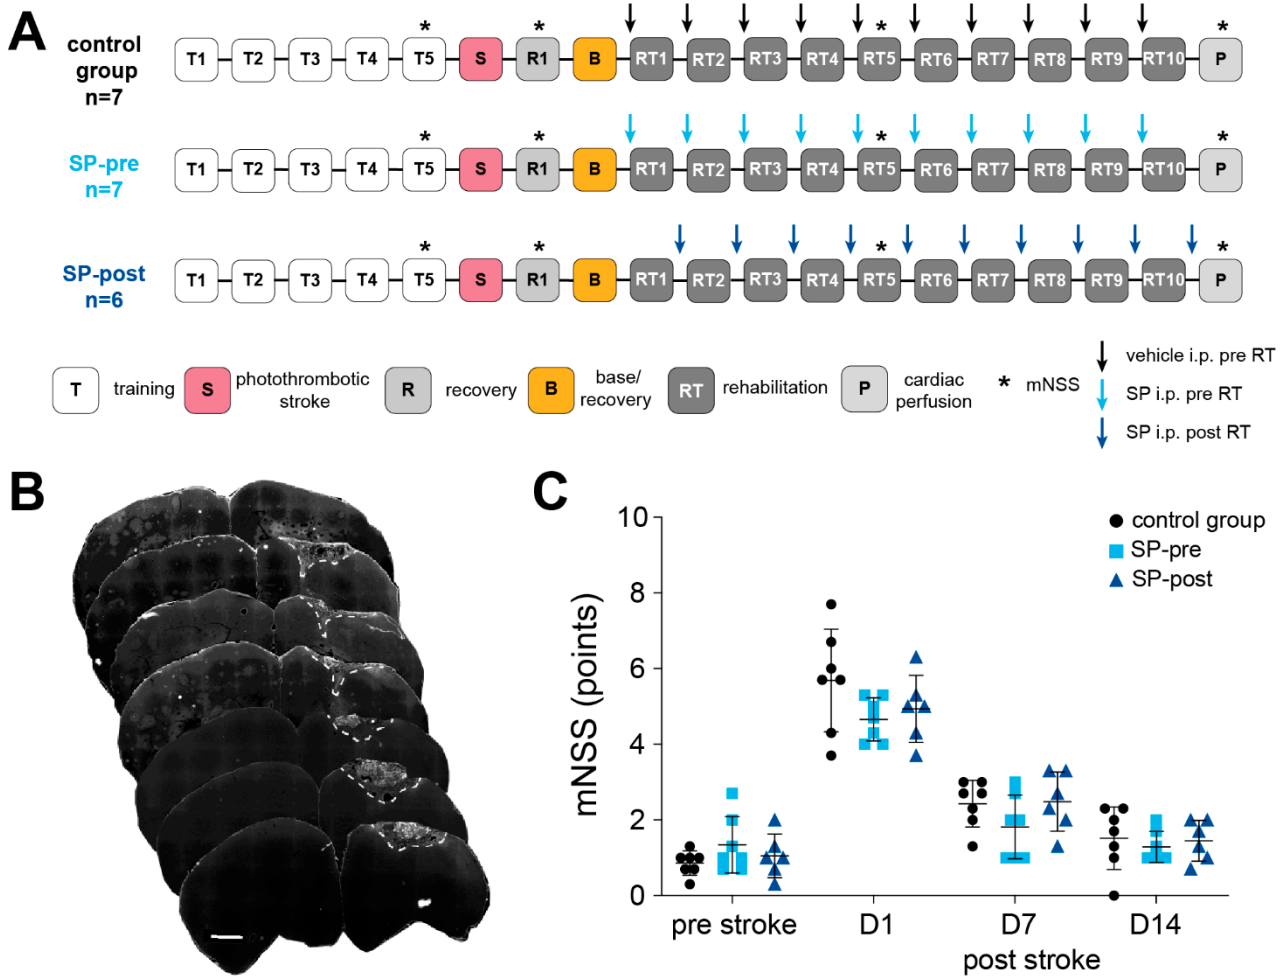 A
control
group
n=7
T1 T2 T3 T4 T5 S R1 B RT1 RT2 RT3 RT4 RT5 RT6 RT7 RT8 RT9 RT10 P
* * * *
SP-pre
n=7
T1 T2 T3 T4 T5 S R1 B RT1 RT2 RT3 RT4 RT5 RT6 RT7 RT8 RT9 RT10 P
* * * *
SP-post
n=6
T1 T2 T3 T4 T5 S R1 B RT1 RT2 RT3 RT4 RT5 RT6 RT7 RT8 RT9 RT10 P
* * * *
T training
S photothrombotic
stroke
R recovery
B base/
recovery
RT rehabilitation
P cardiac
perfusion
* mNSS
vehicle i.p. pre RT
SP i.p. pre RT
SP i.p. post RT
B
C
mNSS (points)
10
8
6
4
2
0
control group
SP-pre
SP-post
pre stroke D1 D7 D14
post stroke